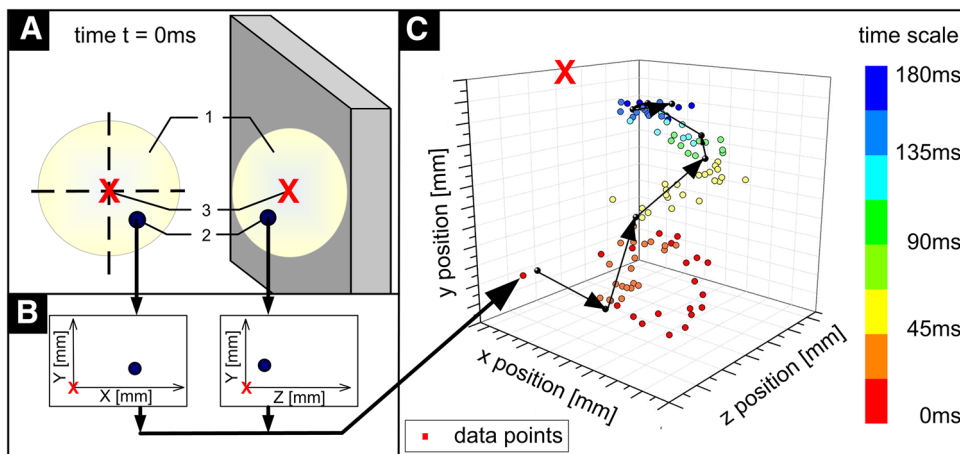 A
time t = 0ms
1
X
X
3
2
B
Y [mm]
X
X [mm]
Y [mm]
X
Z [mm]
C
X
y position [mm]
x position [mm]
z position [mm]
data points
time scale
180ms
135ms
90ms
45ms
0ms